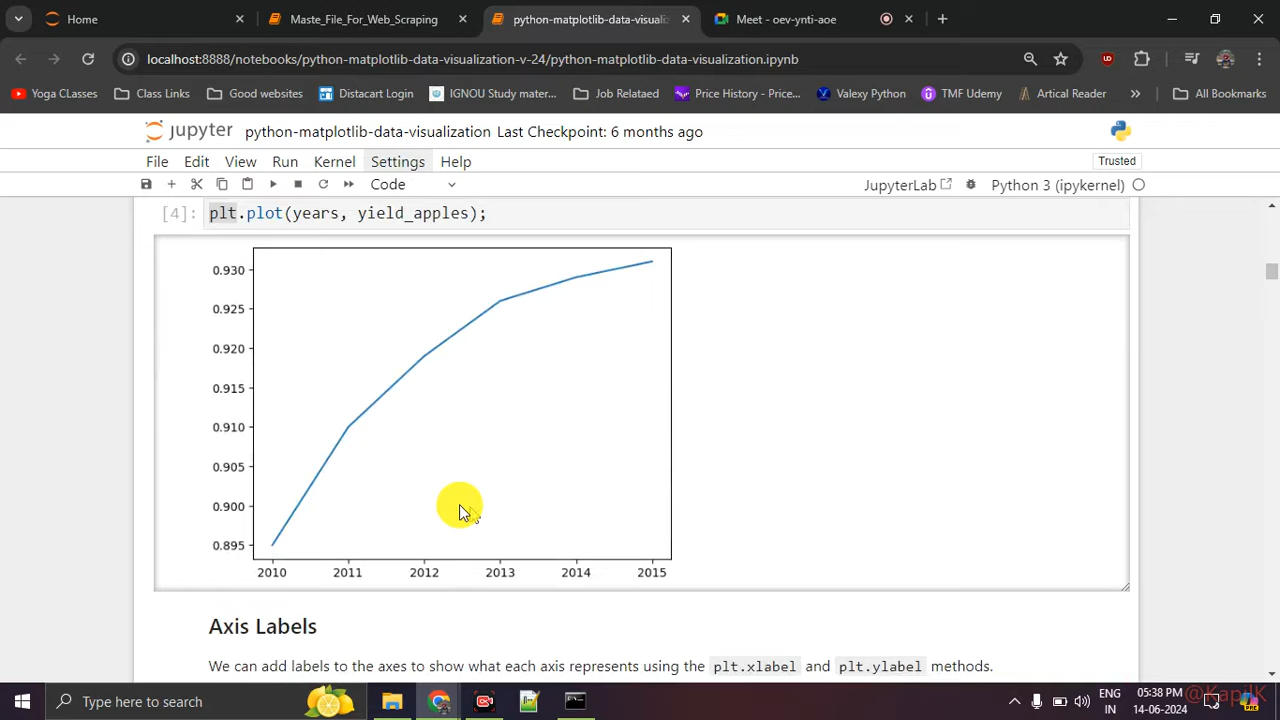 Home
Maste_File_For_Web_Scraping
python-matplotlib-data-visuali
Meet - oev-ynti-aoe
localhost:8888/notebooks/python-matplotlib-data-visualization-v-24/python-matplotlib-data-visualization.ipynb
Yoga CLasses
Class Links
Good websites
Distacart Login
IGNOU Study mater...
Job Relataed
Price History - Price...
Valexy Python
TMF Udemy
Artical Reader
All Bookmarks
jupyter
python-matplotlib-data-visualization Last Checkpoint: 6 months ago
File Edit View Run Kernel Settings Help
Trusted
Code
JupyterLab
Python 3 (ipykernel)
[4]: plt.plot(years, yield_apples);
0.930
0.925
0.920
0.915
0.910
0.905
0.900
0.895
2010 2011 2012 2013 2014 2015
Axis Labels
We can add labels to the axes to show what each axis represents using the plt.xlabel and plt.ylabel methods.
Type here to search
ENG
IN
05:38 PM
14-06-2024
@KapilK